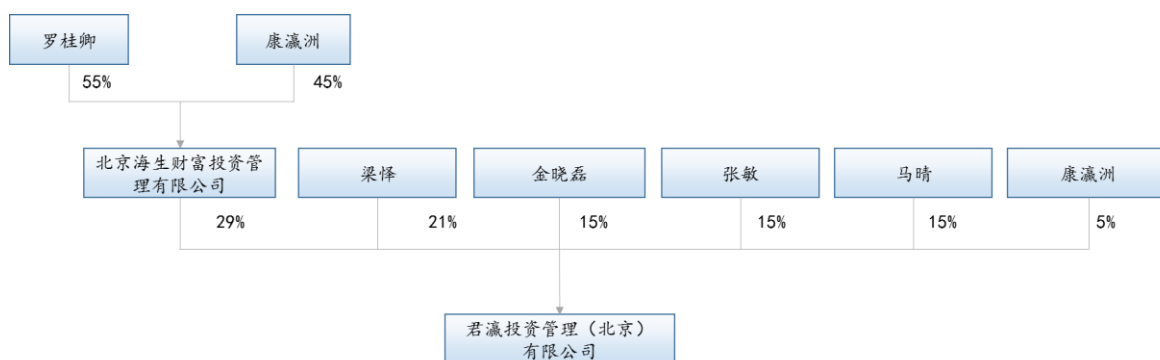 罗桂卿
康瀛洲
55%
45%
北京海生财富投资管
理有限公司
梁怿
金晓磊
张敏
马晴
康瀛洲
29%
21%
15%
15%
15%
5%
君瀛投资管理（北京）
有限公司